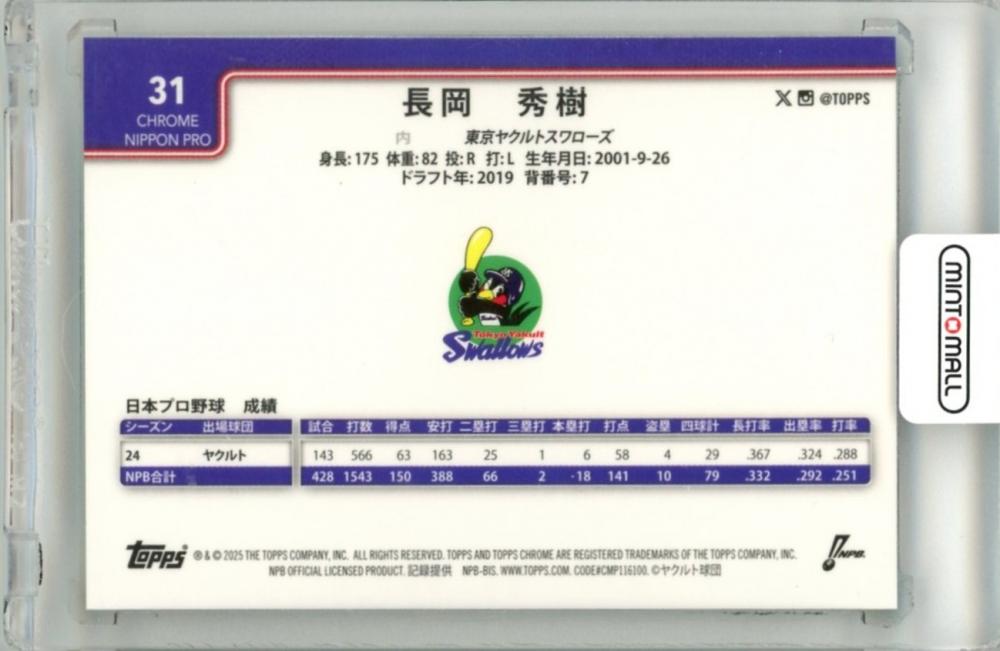 31
CHROME
NIPPON PRO
長岡 秀樹
@TOPPS
内 東京ヤクルトスワローズ
身長: 175 体重: 82 投: R 打: L 生年月日: 2001-9-26
ドラフト年: 2019 背番号: 7
Tokyo Yakult
Swallows
MINTOMALL
日本プロ野球 成績
シーズン 出場球団 試合 打数 得点 安打 二塁打 三塁打 本塁打 打点 盗塁 四球計 長打率 出塁率 打率
24 ヤクルト 143 566 63 163 25 1 6 58 4 29 .367 .324 .288
NPB合計 428 1543 150 388 66 2 18 141 10 79 .332 .292 .251
topps ® & © 2025 THE TOPPS COMPANY, INC. ALL RIGHTS RESERVED. TOPPS AND TOPPS CHROME ARE REGISTERED TRADEMARKS OF THE TOPPS COMPANY, INC.
NPB OFFICIAL LICENSED PRODUCT. 記録提供 NPB-BIS. WWW.TOPPS.COM. CODE#CMP116100. ©ヤクルト球団
NPB